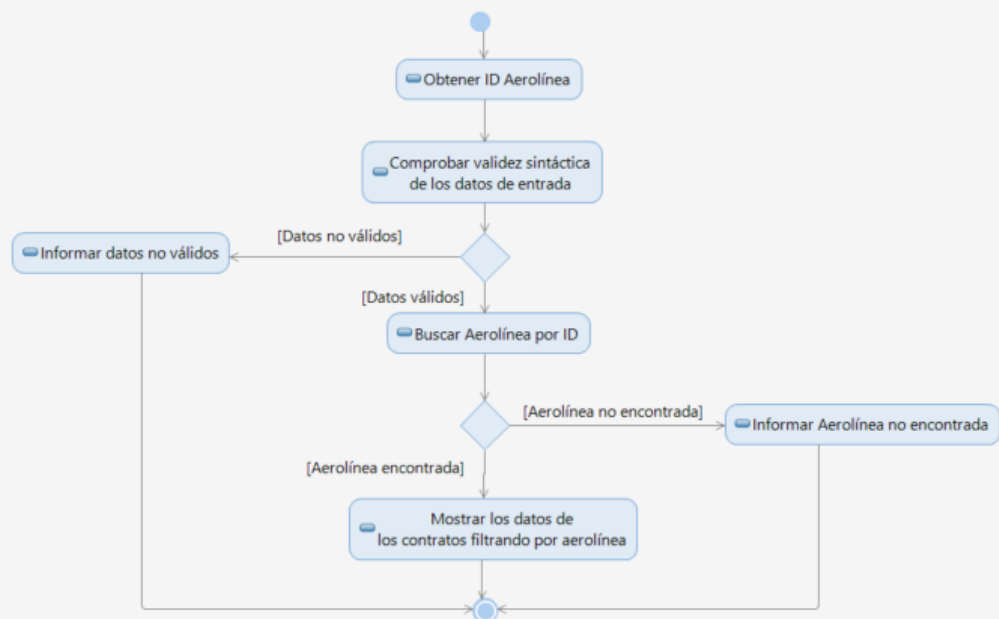 Obtener ID Aerolínea
Comprobar validez sintáctica
de los datos de entrada
[Datos no válidos]
Informar datos no válidos
[Datos válidos]
Buscar Aerolínea por ID
[Aerolínea no encontrada]
Informar Aerolínea no encontrada
[Aerolínea encontrada]
Mostrar los datos de
los contratos filtrando por aerolínea